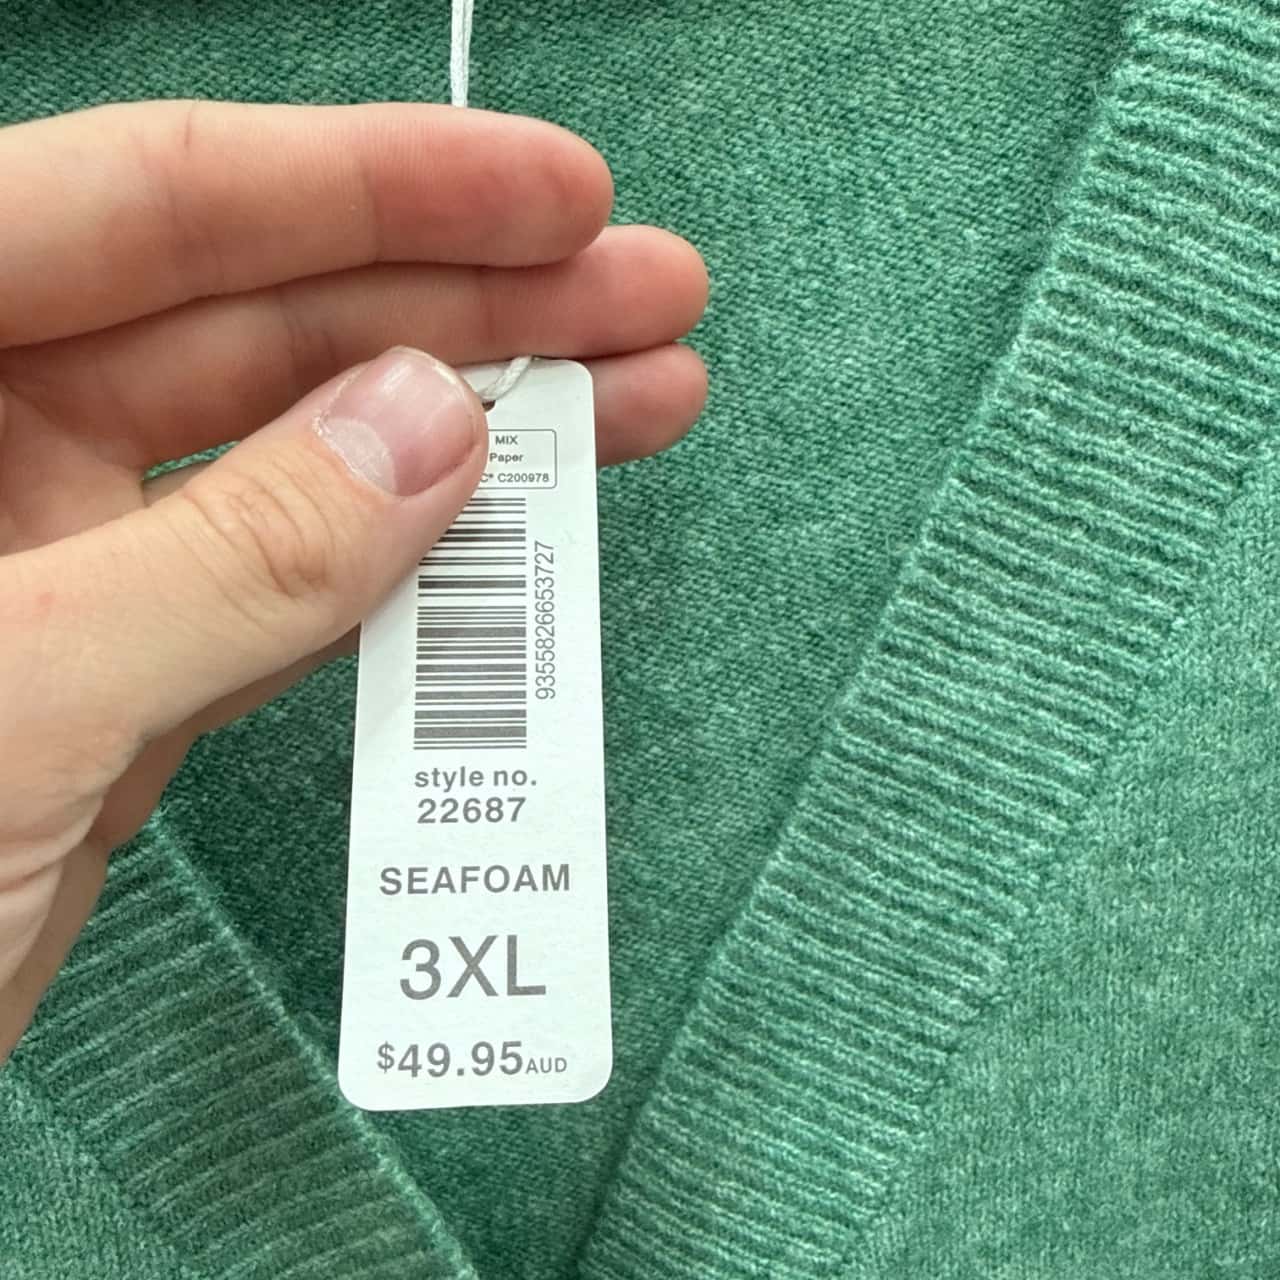 MIX
Paper
C® C200978
9355826653727
style no.
22687
SEAFOAM
3XL
$49.95AUD